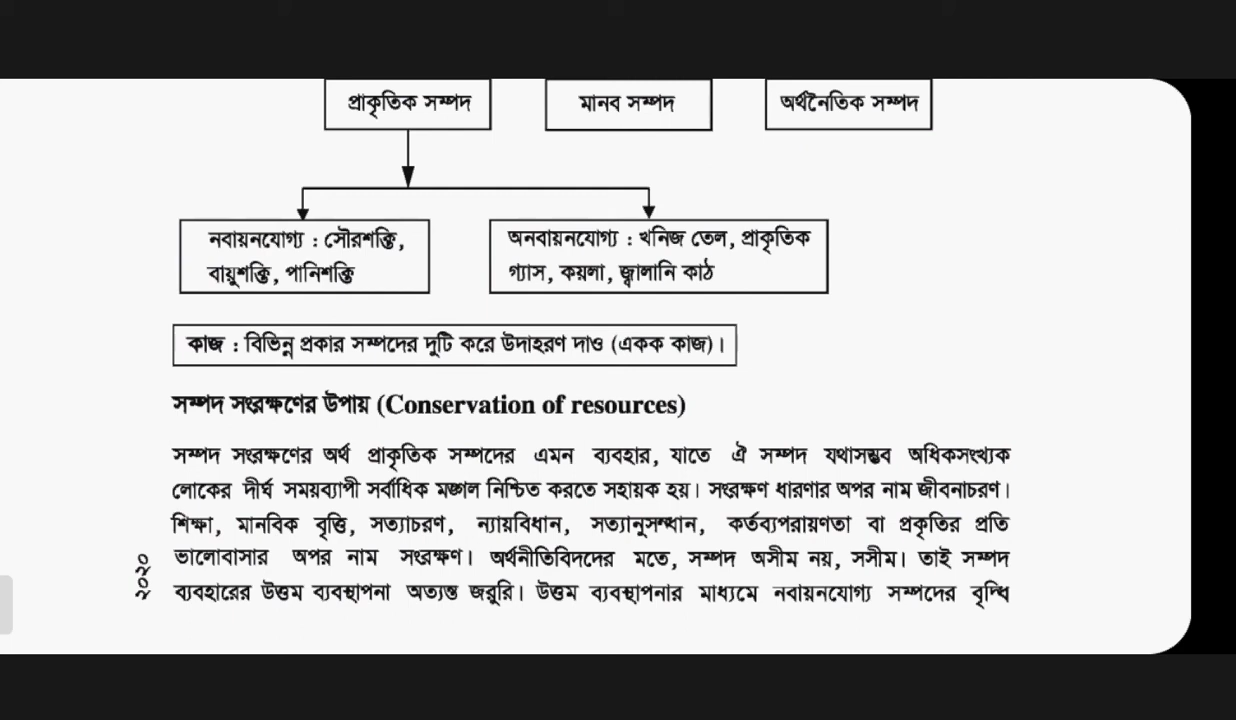 প্রাকৃতিক সম্পদ
মানব সম্পদ
অর্থনৈতিক সম্পদ
নবায়নযোগ্য : সৌরশক্তি,
বায়ুশক্তি, পানিশক্তি
অনবায়নযোগ্য : খনিজ তেল, প্রাকৃতিক
গ্যাস, কয়লা, জ্বালানি কাঠ
কাজ : বিভিন্ন প্রকার সম্পদের দুটি করে উদাহরণ দাও (একক কাজ)।
সম্পদ সংরক্ষণের উপায় (Conservation of resources)
সম্পদ সংরক্ষণের অর্থ প্রাকৃতিক সম্পদের এমন ব্যবহার, যাতে ঐ সম্পদ যথাসম্ভব অধিকসংখ্যক
লোকের দীর্ঘ সময়ব্যাপী সর্বাধিক মঙ্গল নিশ্চিত করতে সহায়ক হয়। সংরক্ষণ ধারণার অপর নাম জীবনাচরণ।
শিক্ষা, মানবিক বৃত্তি, সত্যাচরণ, ন্যায়বিধান, সত্যানুসন্ধান, কর্তব্যপরায়ণতা বা প্রকৃতির প্রতি
ভালোবাসার অপর নাম সংরক্ষণ। অর্থনীতিবিদদের মতে, সম্পদ অসীম নয়, সসীম। তাই সম্পদ
ব্যবহারের উত্তম ব্যবস্থাপনা অত্যন্ত জরুরি। উত্তম ব্যবস্থাপনার মাধ্যমে নবায়নযোগ্য সম্পদের বৃদ্ধি
২০২০